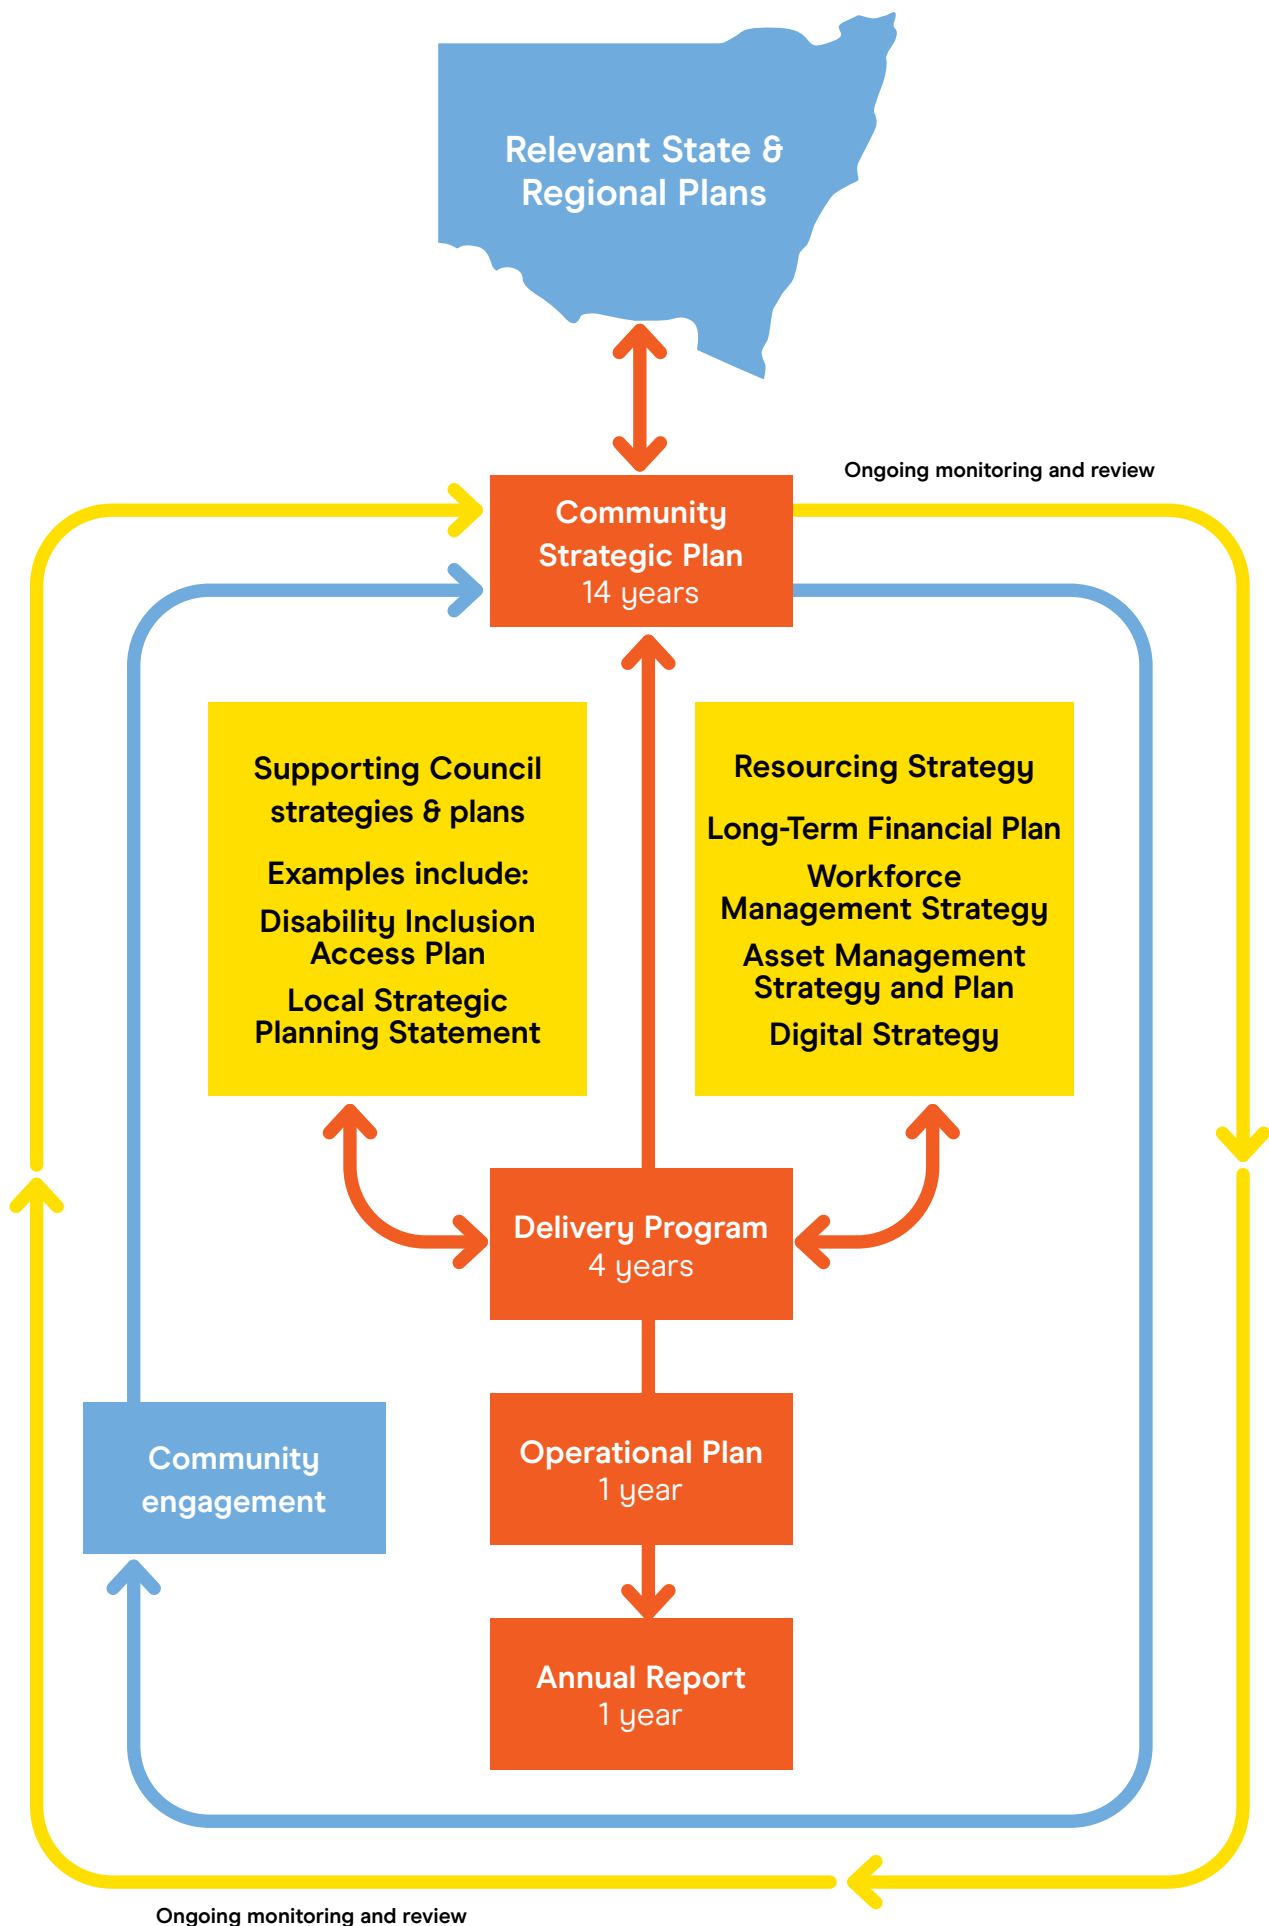 Relevant State &
Regional Plans
Ongoing monitoring and review
Community
Strategic Plan
14 years
Supporting Council
strategies & plans
Examples include:
Disability Inclusion
Access Plan
Local Strategic
Planning Statement
Resourcing Strategy
Long-Term Financial Plan
Workforce
Management Strategy
Asset Management
Strategy and Plan
Digital Strategy
Delivery Program
4 years
Community
engagement
Operational Plan
1 year
Annual Report
1 year
Ongoing monitoring and review